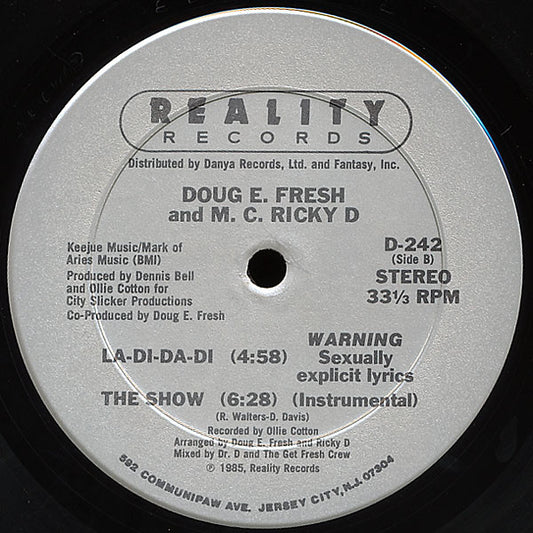 REALITY
RECORDS
Distributed by Danya Records, Ltd. and Fantasy, Inc.
DOUG E. FRESH
and M. C. RICKY D
Keejue Music/Mark of
Aries Music (BMI)
Produced by Dennis Bell
and Ollie Cotton for
City Slicker Productions
Co-Produced by Doug E. Fresh
D-242
(Side B)
STEREO
33⅓ RPM
LA-DI-DA-DI (4:58)
WARNING
Sexually
explicit lyrics
THE SHOW (6:28) (Instrumental)
(R. Walters-D. Davis)
Recorded by Ollie Cotton
Arranged by Doug E. Fresh and Ricky D
Mixed by Dr. D and The Get Fresh Crew
℗ 1985, Reality Records
592 COMMUNIPAW AVE. JERSEY CITY, N.J. 07304